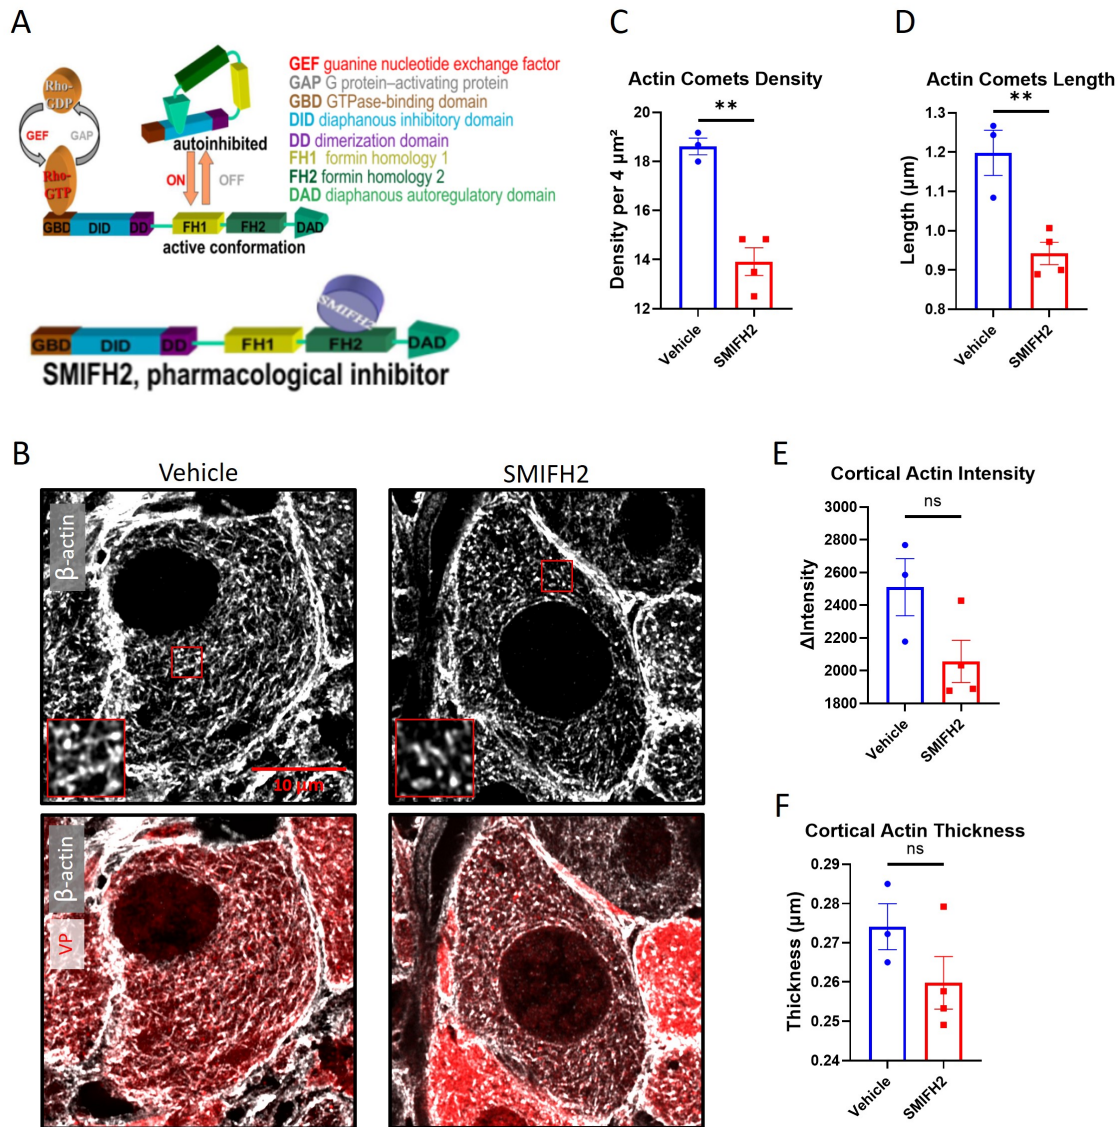 A
Rho-
GDP
GEF
GAP
Rho-
GTP
autoinhibited
ON
OFF
GBD
DID
DD
FH1
FH2
DAD
active conformation
GEF guanine nucleotide exchange factor
GAP G protein–activating protein
GBD GTPase-binding domain
DID diaphanous inhibitory domain
DD dimerization domain
FH1 formin homology 1
FH2 formin homology 2
DAD diaphanous autoregulatory domain
SMIFH2
GBD
DID
DD
FH1
FH2
DAD
SMIFH2, pharmacological inhibitor
C
Actin Comets Density
**
Density per 4 µm²
20
18
16
14
12
Vehicle
SMIFH2
D
Actin Comets Length
**
Length (µm)
1.3
1.2
1.1
1.0
0.9
0.8
Vehicle
SMIFH2
B
Vehicle
SMIFH2
β-actin
10 µm
β-actin
VP
E
Cortical Actin Intensity
ns
ΔIntensity
3000
2800
2600
2400
2200
2000
1800
Vehicle
SMIFH2
F
Cortical Actin Thickness
ns
Thickness (µm)
0.29
0.28
0.27
0.26
0.25
0.24
Vehicle
SMIFH2